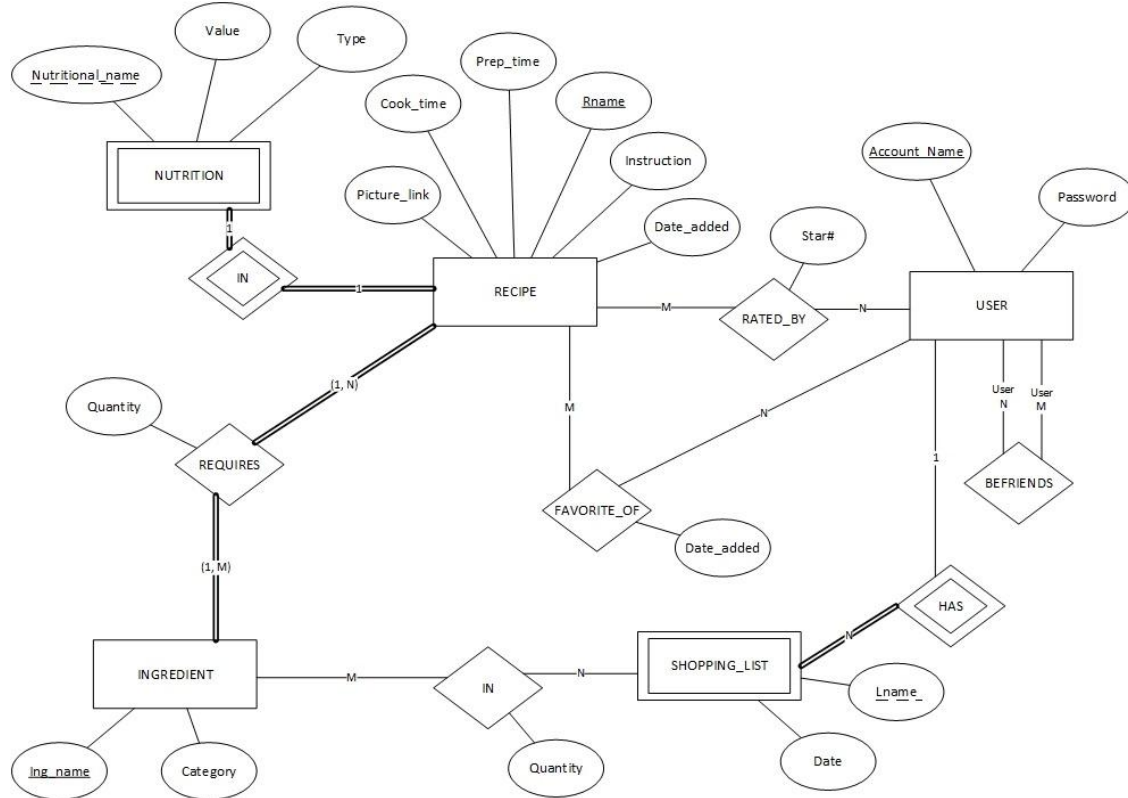 Value
Type
Nutritional_name
Prep_time
Cook_time
Rname
Account_Name
NUTRITION
Instruction
Picture_link
Password
Date_added
Star#
1
IN
1
RECIPE
M
RATED_BY
N
USER
(1, N)
Quantity
User
N
User
M
M
N
1
REQUIRES
BEFRIENDS
FAVORITE_OF
Date_added
(1, M)
HAS
N
INGREDIENT
M
IN
N
SHOPPING_LIST
Lname_
Ing_name
Category
Quantity
Date